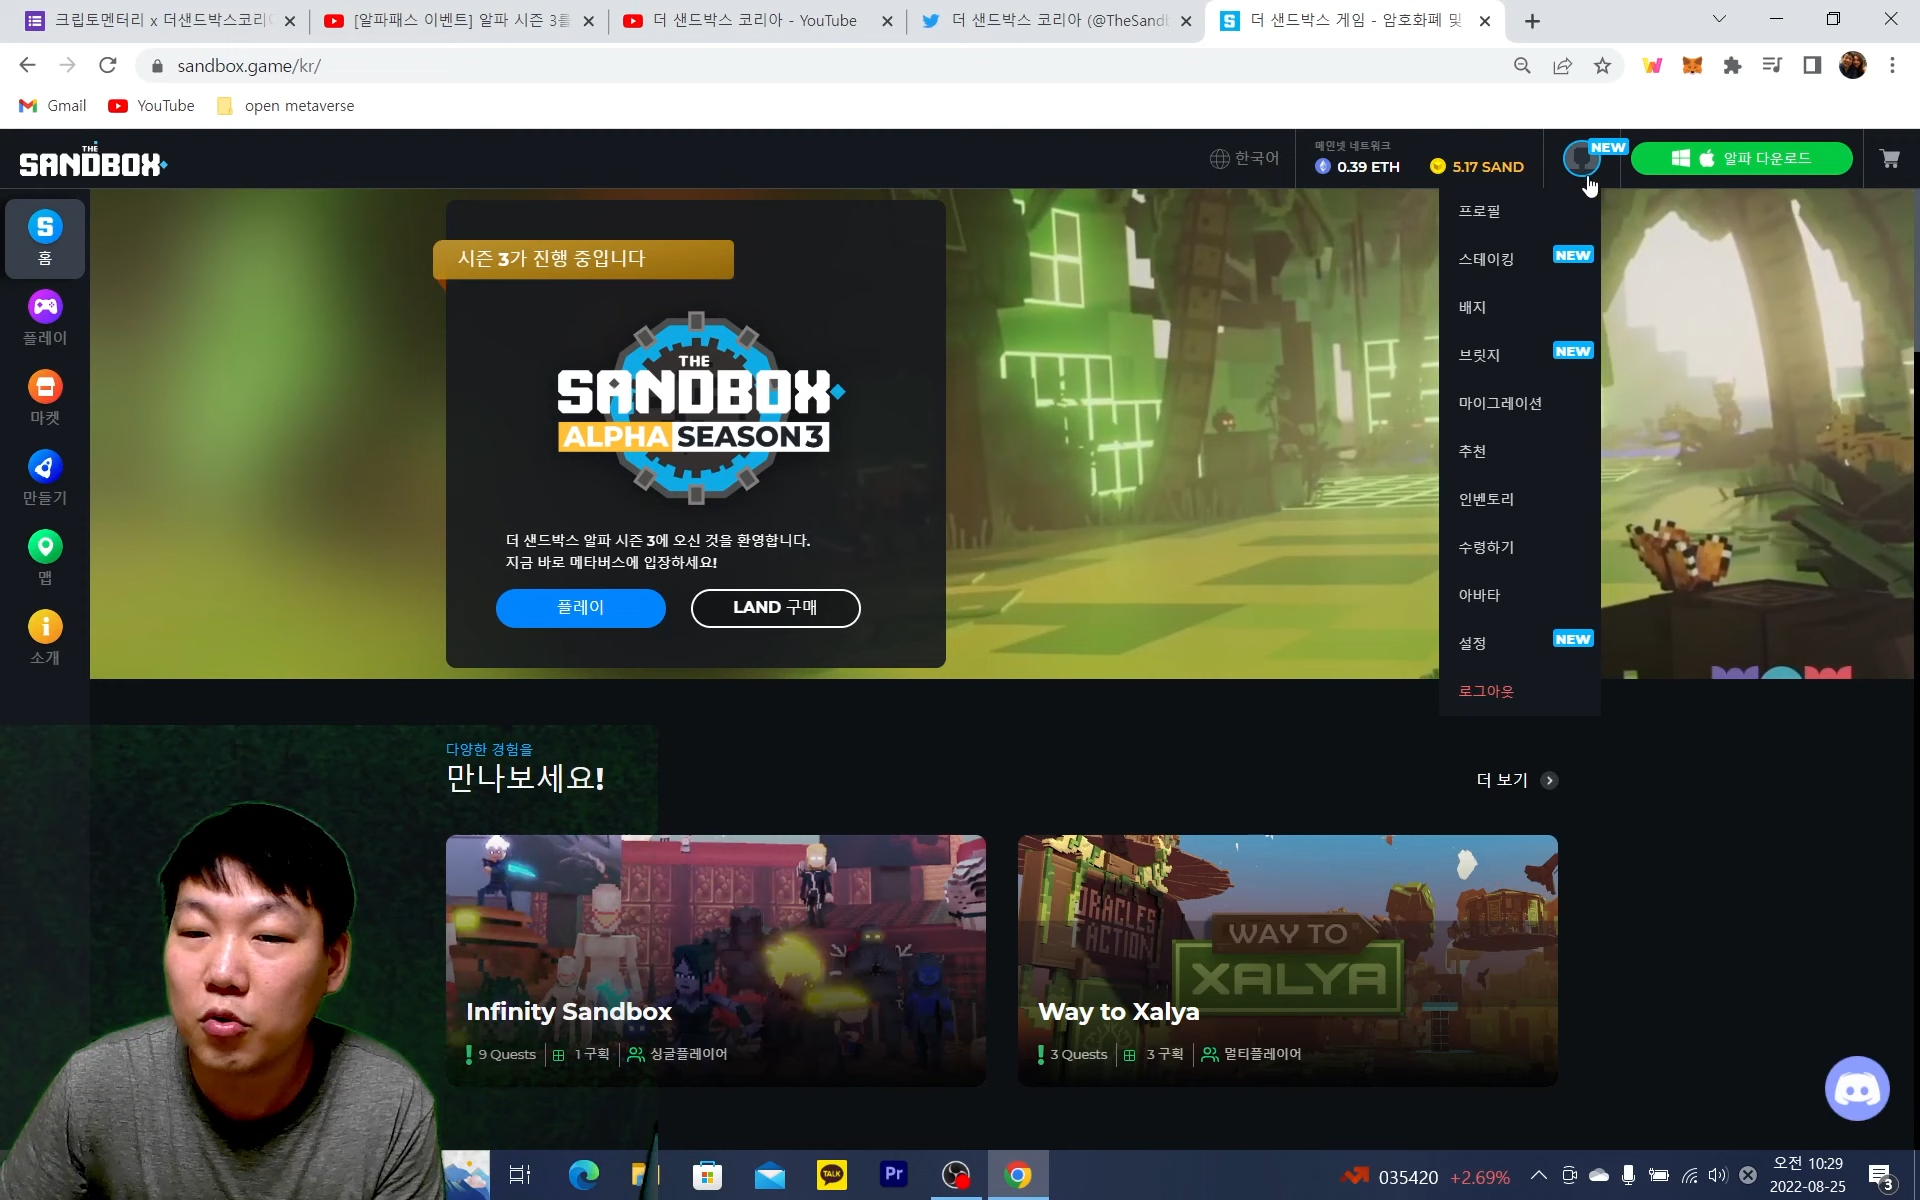 크립토멘터리 x 더샌드박스코리
[알파패스 이벤트] 알파 시즌 3를
더 샌드박스 코리아 - YouTube
더 샌드박스 코리아 (@TheSand
더 샌드박스 게임 - 암호화폐 및
sandbox.game/kr/
Gmail
YouTube
open metaverse
THE
SANDBOX
한국어
메인넷 네트워크
0.39 ETH
5.17 SAND
NEW
알파 다운로드
홈
플레이
마켓
만들기
맵
소개
시즌 3가 진행 중입니다
THE
SANDBOX
ALPHA SEASON 3
더 샌드박스 알파 시즌 3에 오신 것을 환영합니다.
지금 바로 메타버스에 입장하세요!
플레이
LAND 구매
프로필
스테이킹 NEW
배지
브릿지 NEW
마이그레이션
추천
인벤토리
수령하기
아바타
설정 NEW
로그아웃
다양한 경험을
만나보세요!
더 보기
Infinity Sandbox
9 Quests
1 구획
싱글플레이어
ORACLES
FACTION
WAY TO
XALYA
Way to Xalya
3 Quests
3 구획
멀티플레이어
TALK
Pr
035420 +2.69%
오전 10:29
2022-08-25
3